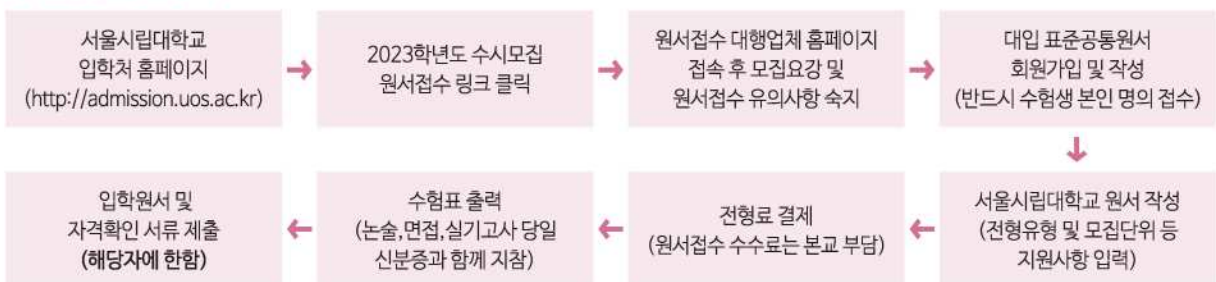 서울시립대학교
입학처 홈페이지
(http://admission.uos.ac.kr)
→
2023학년도 수시모집
원서접수 링크 클릭
→
원서접수 대행업체 홈페이지
접속 후 모집요강 및
원서접수 유의사항 숙지
→
대입 표준공통원서
회원가입 및 작성
(반드시 수험생 본인 명의 접수)
↓
서울시립대학교 원서 작성
(전형유형 및 모집단위 등
지원사항 입력)
←
전형료 결제
(원서접수 수수료는 본교 부담)
←
수험표 출력
(논술,면접,실기고사 당일
신분증과 함께 지참)
←
입학원서 및
자격확인 서류 제출
(해당자에 한함)